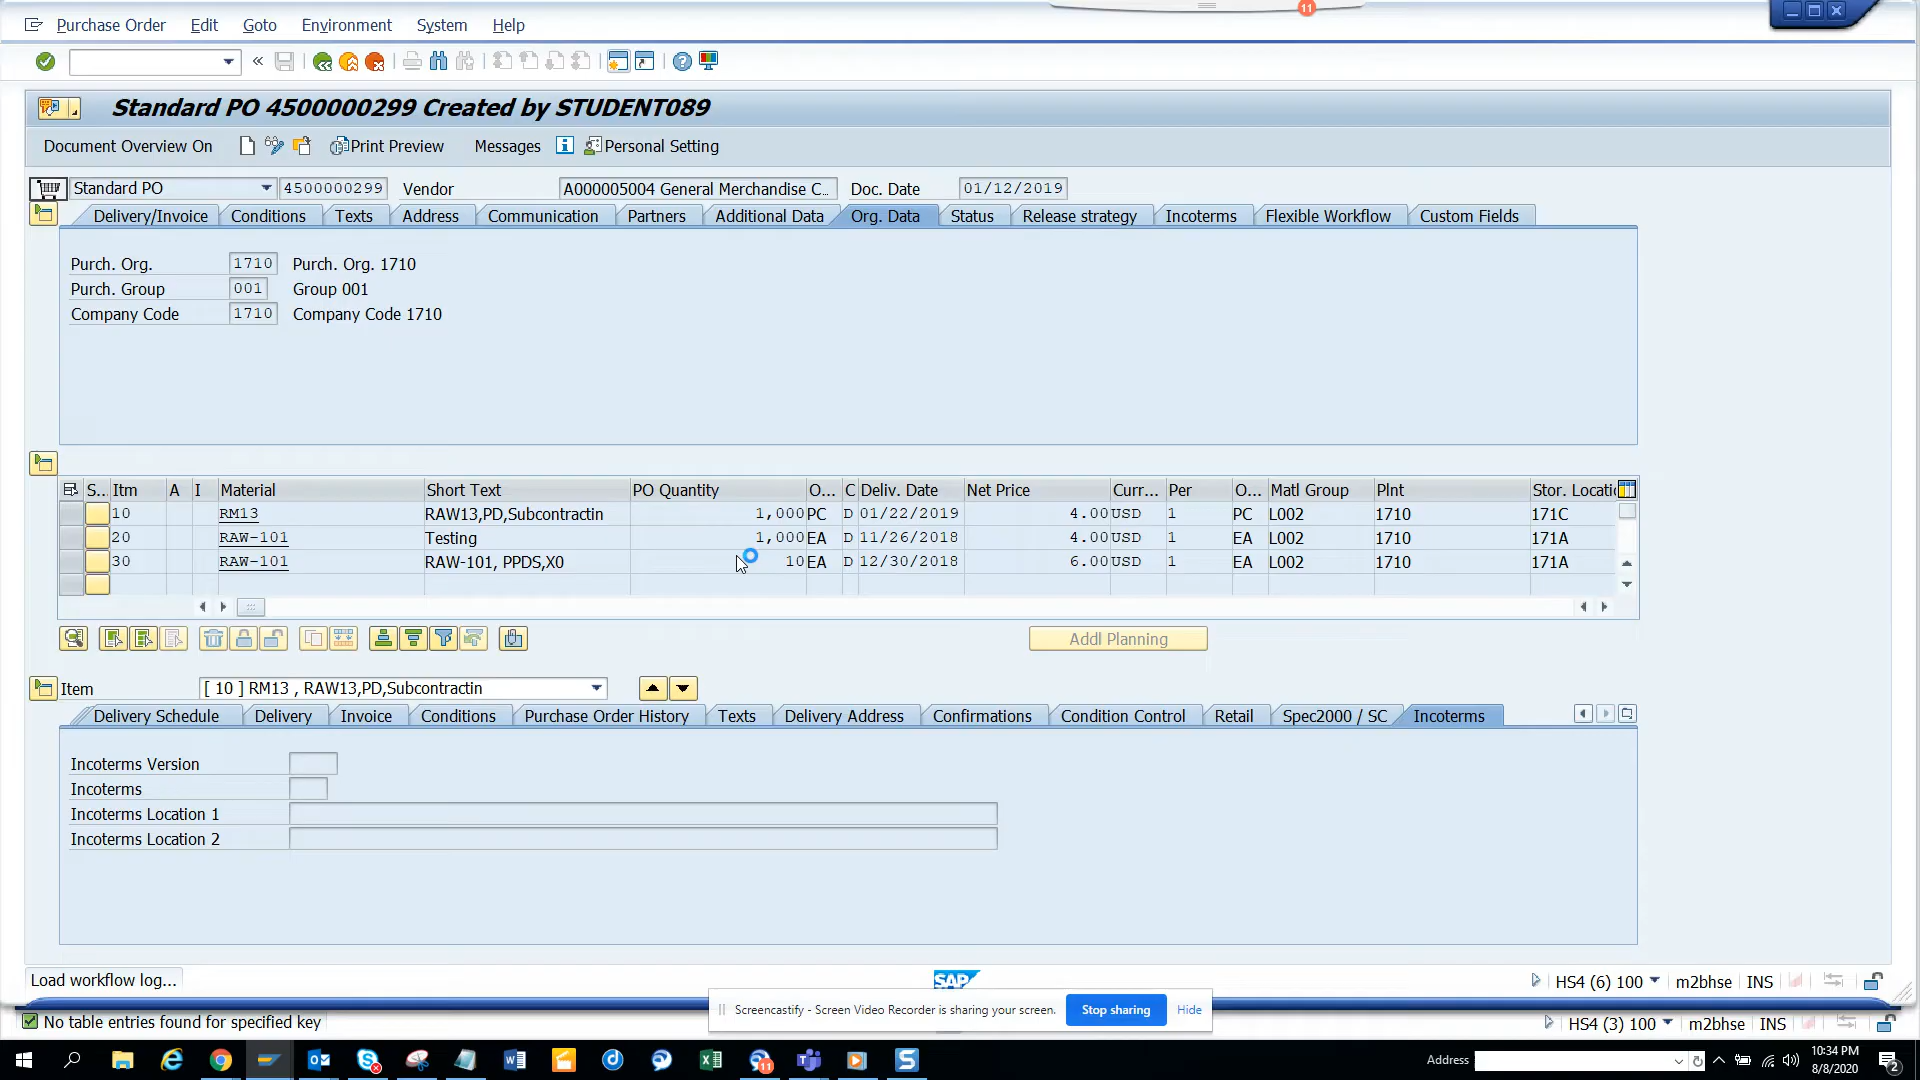 Purchase Order Edit Goto Environment System Help
11
Standard PO 4500000299 Created by STUDENT089
Document Overview On Print Preview Messages Personal Setting
Standard PO 4500000299 Vendor A000005004 General Merchandise C... Doc. Date 01/12/2019
Delivery/Invoice Conditions Texts Address Communication Partners Additional Data Org. Data Status Release strategy Incoterms Flexible Workflow Custom Fields
Purch. Org. 1710 Purch. Org. 1710
Purch. Group 001 Group 001
Company Code 1710 Company Code 1710
S... Itm A I Material Short Text PO Quantity O... C Deliv. Date Net Price Curr... Per O... Matl Group Plnt Stor. Locatio
10 RM13 RAW13,PD,Subcontractin 1,000 PC D 01/22/2019 4.00 USD 1 PC L002 1710 171C
20 RAW-101 Testing 1,000 EA D 11/26/2018 4.00 USD 1 EA L002 1710 171A
30 RAW-101 RAW-101, PPDS,X0 10 EA D 12/30/2018 6.00 USD 1 EA L002 1710 171A
Addl Planning
Item [ 10 ] RM13 , RAW13,PD,Subcontractin
Delivery Schedule Delivery Invoice Conditions Purchase Order History Texts Delivery Address Confirmations Condition Control Retail Spec2000 / SC Incoterms
Incoterms Version
Incoterms
Incoterms Location 1
Incoterms Location 2
Load workflow log... SAP HS4 (6) 100 m2bhse INS
Screencastify - Screen Video Recorder is sharing your screen. Stop sharing Hide
No table entries found for specified key HS4 (3) 100 m2bhse INS
Address 10:34 PM
8/8/2020
11 2